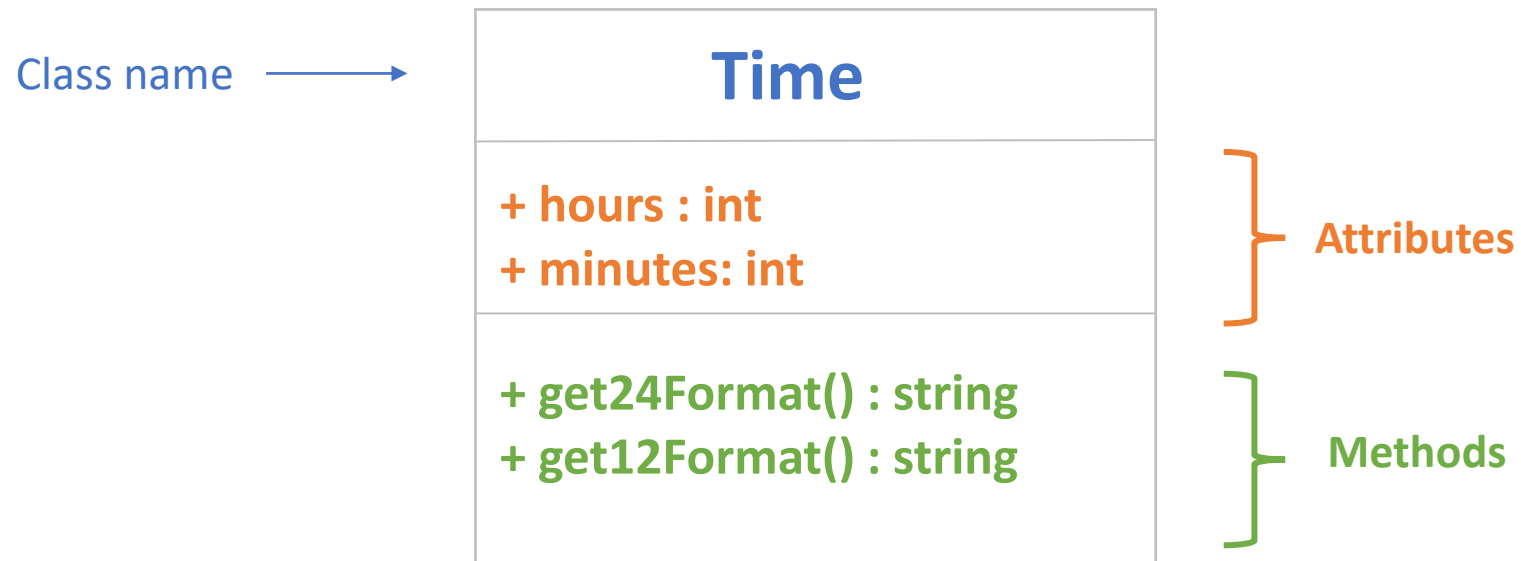 Class name
Time
+ hours : int
+ minutes: int
Attributes
+ get24Format() : string
+ get12Format() : string
Methods